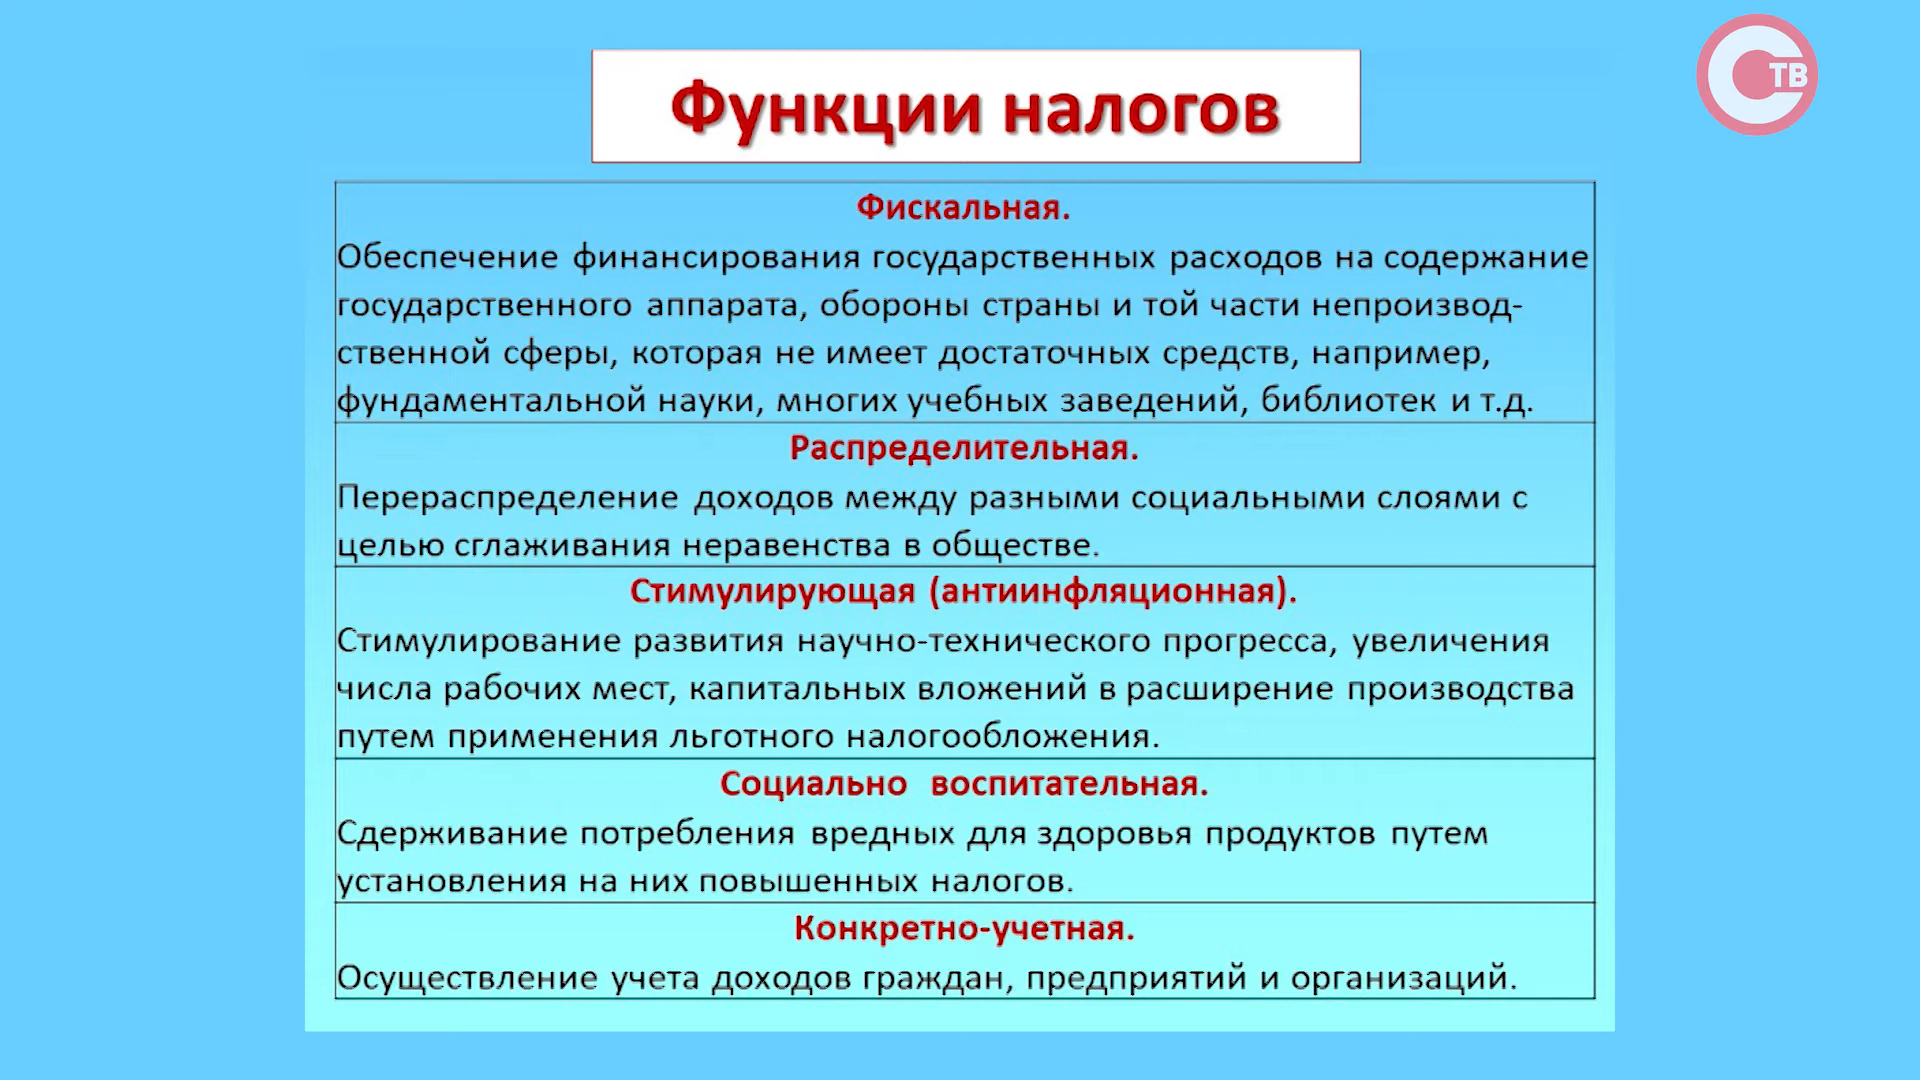 Функции налогов
СТВ
Фискальная.
Обеспечение финансирования государственных расходов на содержание
государственного аппарата, обороны страны и той части непроизвод-
ственной сферы, которая не имеет достаточных средств, например,
фундаментальной науки, многих учебных заведений, библиотек и т.д.
Распределительная.
Перераспределение доходов между разными социальными слоями с
целью сглаживания неравенства в обществе.
Стимулирующая (антиинфляционная).
Стимулирование развития научно-технического прогресса, увеличения
числа рабочих мест, капитальных вложений в расширение производства
путем применения льготного налогообложения.
Социально воспитательная.
Сдерживание потребления вредных для здоровья продуктов путем
установления на них повышенных налогов.
Конкретно-учетная.
Осуществление учета доходов граждан, предприятий и организаций.